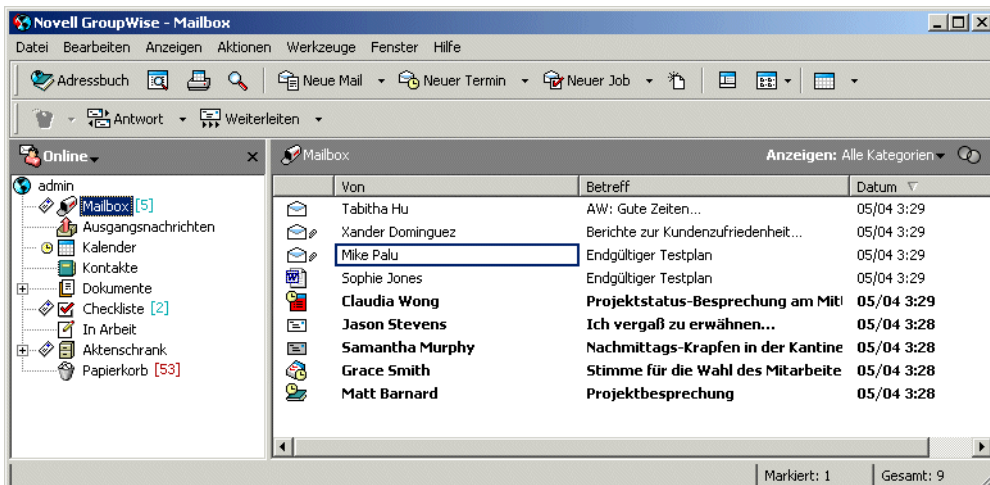 Novell GroupWise - Mailbox
Datei Bearbeiten Anzeigen Aktionen Werkzeuge Fenster Hilfe
Adressbuch Neue Mail Neuer Termin Neuer Job
Antwort Weiterleiten
Online Mailbox Anzeigen: Alle Kategorien
admin
Mailbox [5]
Ausgangsnachrichten
Kalender
Kontakte
Dokumente
Checkliste [2]
In Arbeit
Aktenschrank
Papierkorb [53]
Von Betreff Datum
Tabitha Hu AW: Gute Zeiten... 05/04 3:29
Xander Dominguez Berichte zur Kundenzufriedenheit... 05/04 3:29
Mike Palu Endgültiger Testplan 05/04 3:29
Sophie Jones Endgültiger Testplan 05/04 3:29
Claudia Wong Projektstatus-Besprechung am Mit 05/04 3:29
Jason Stevens Ich vergaß zu erwähnen... 05/04 3:28
Samantha Murphy Nachmittags-Krapfen in der Kantine 05/04 3:28
Grace Smith Stimme für die Wahl des Mitarbeite 05/04 3:28
Matt Barnard Projektbesprechung 05/04 3:28
Markiert: 1 Gesamt: 9